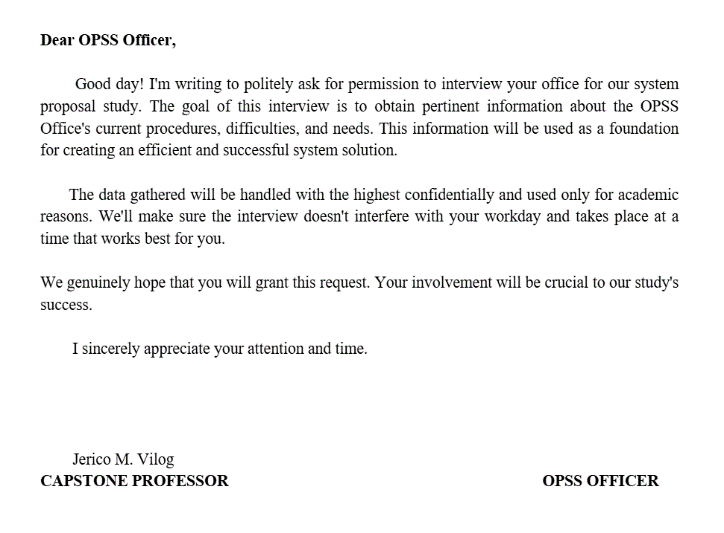 Dear OPSS Officer,
Good day! I'm writing to politely ask for permission to interview your office for our system
proposal study. The goal of this interview is to obtain pertinent information about the OPSS
Office's current procedures, difficulties, and needs. This information will be used as a foundation
for creating an efficient and successful system solution.
The data gathered will be handled with the highest confidentially and used only for academic
reasons. We'll make sure the interview doesn't interfere with your workday and takes place at a
time that works best for you.
We genuinely hope that you will grant this request. Your involvement will be crucial to our study's
success.
I sincerely appreciate your attention and time.
Jerico M. Vilog
CAPSTONE PROFESSOR OPSS OFFICER